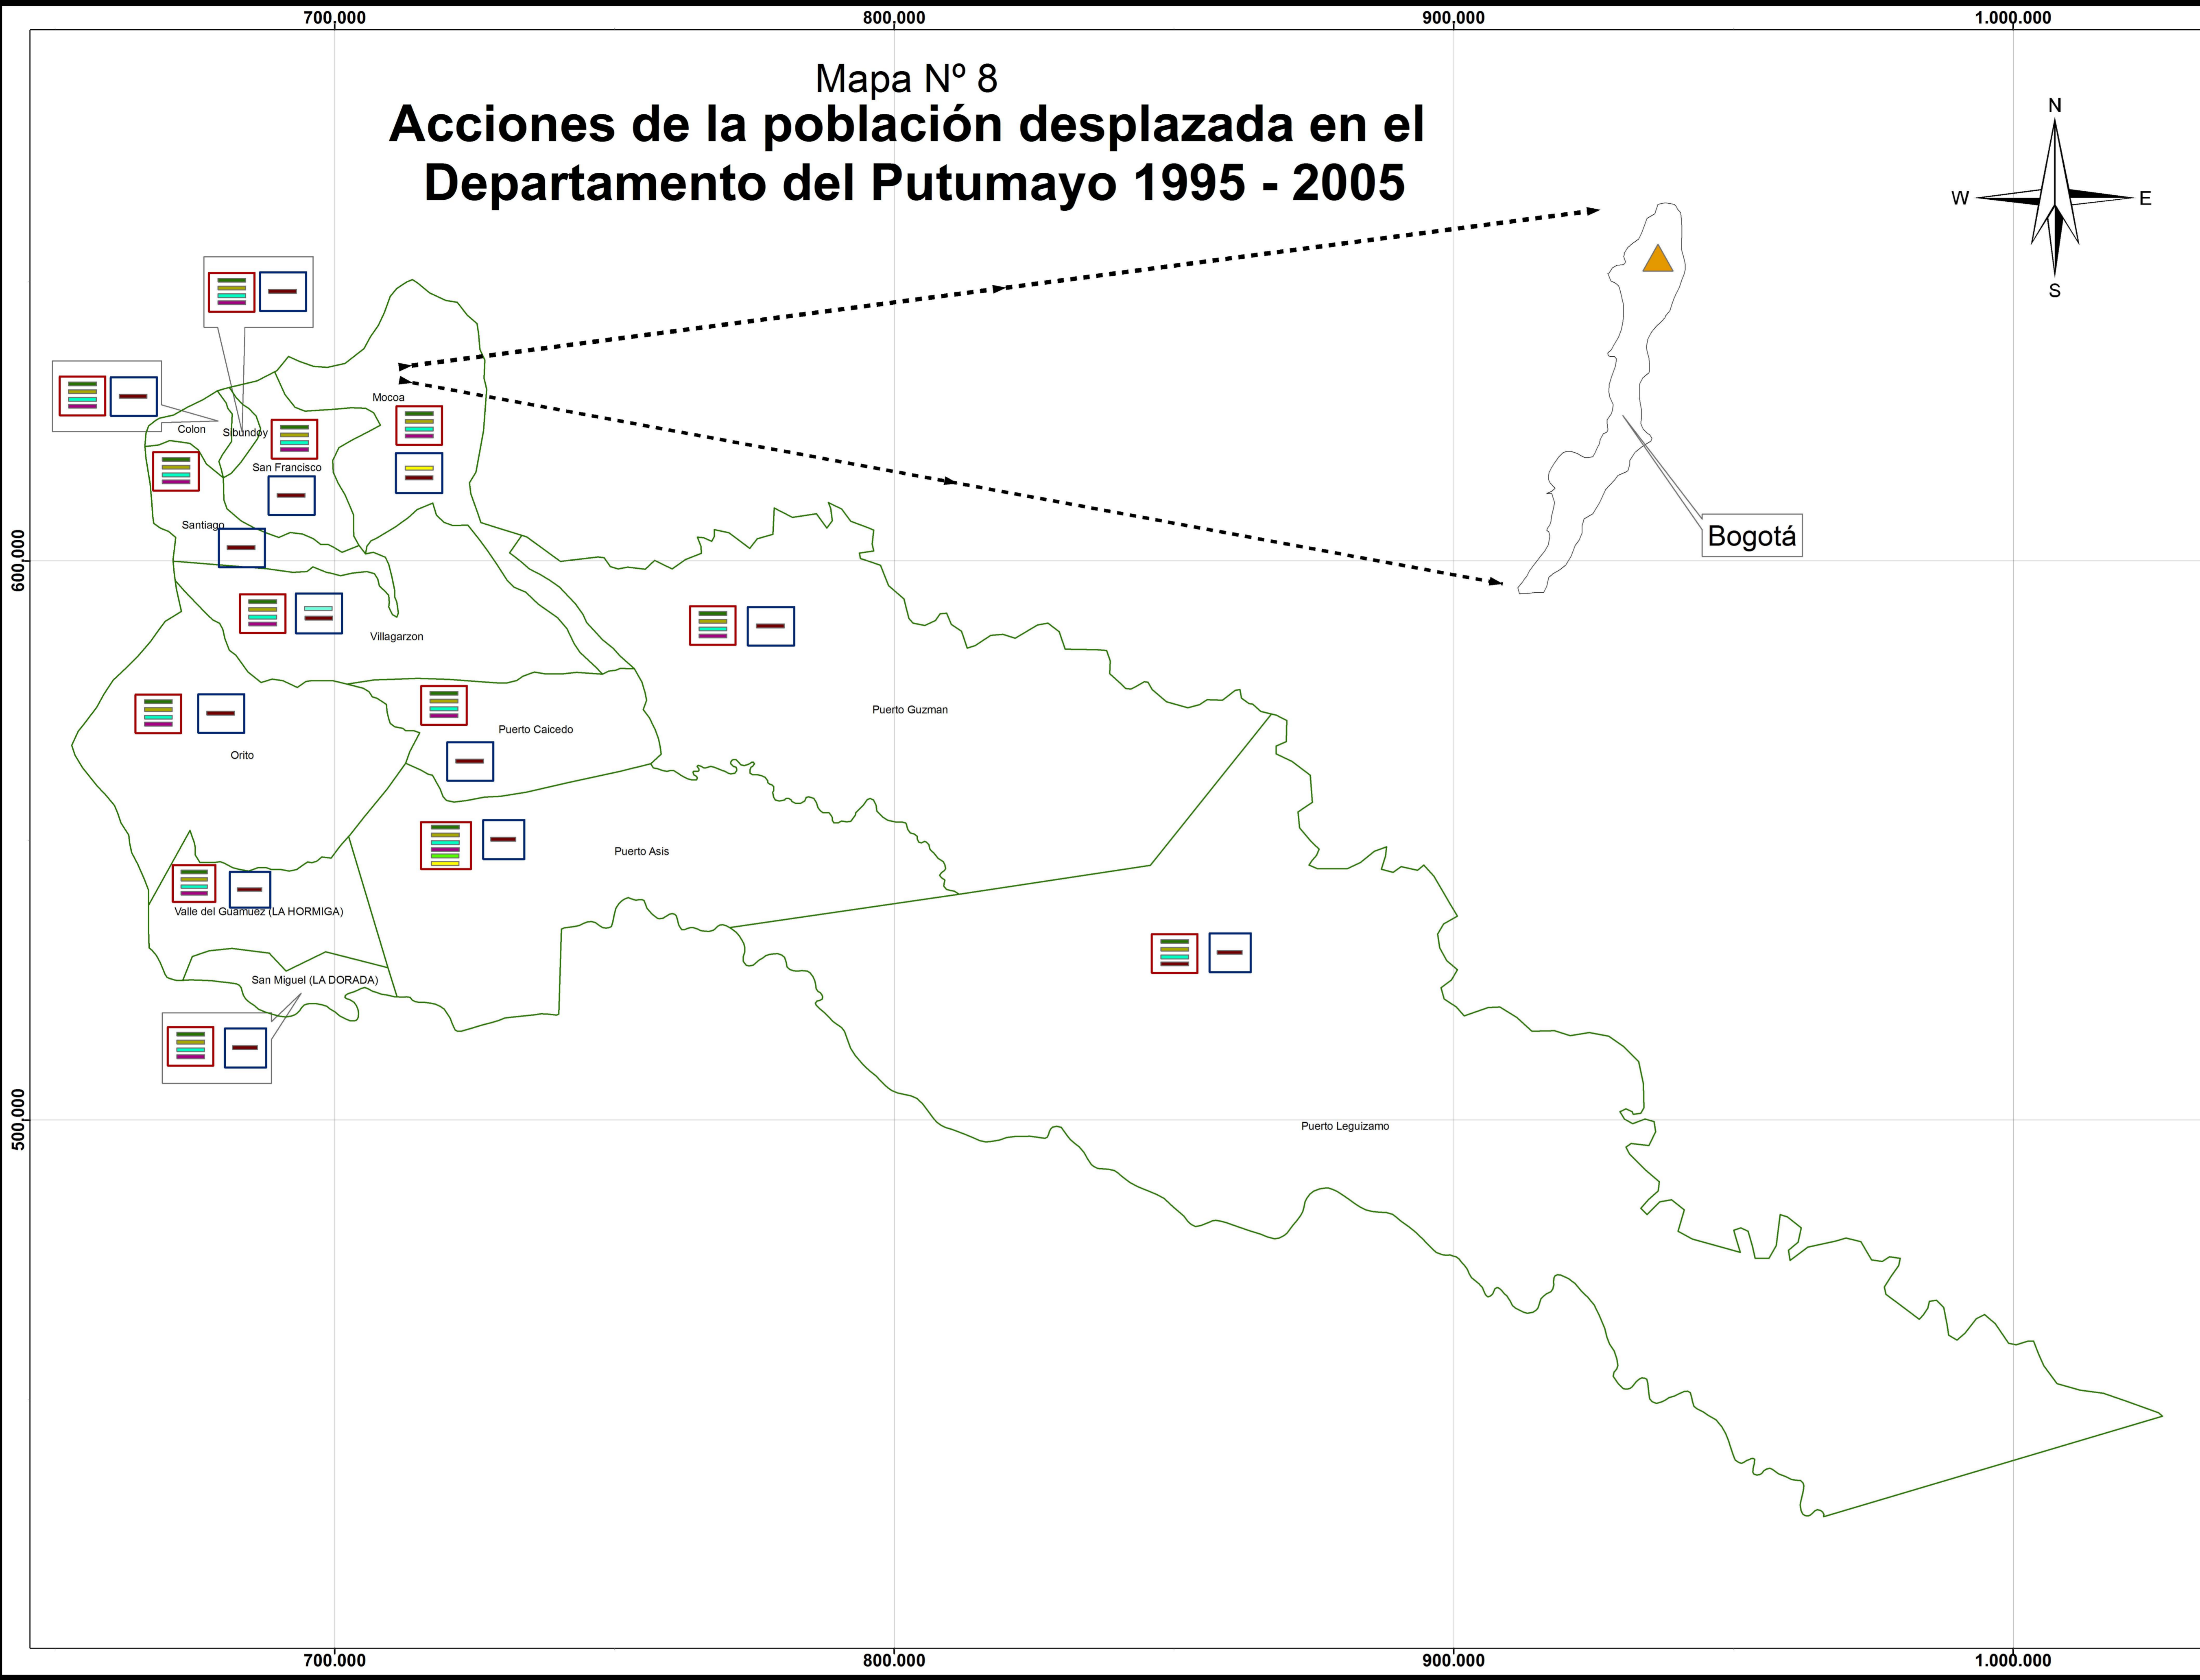 700.000
800.000
900.000
1.000.000
Mapa Nº 8
Acciones de la población desplazada en el
Departamento del Putumayo 1995 - 2005
N
W
E
S
Mocoa
Colon
Sibundoy
San Francisco
Santiago
Bogotá
600.000
Villagarzon
Puerto Guzman
Puerto Caicedo
Orito
Puerto Asis
Valle del Guamuez (LA HORMIGA)
San Miguel (LA DORADA)
500.000
Puerto Leguizamo
700.000
800.000
900.000
1.000.000